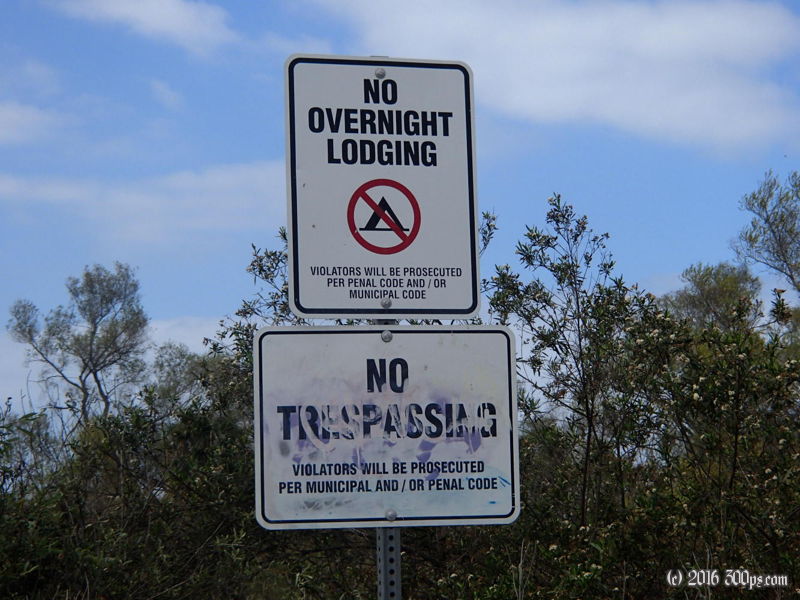 NO
OVERNIGHT
LODGING
VIOLATORS WILL BE PROSECUTED
PER PENAL CODE AND / OR
MUNICIPAL CODE
NO
TRESPASSING
VIOLATORS WILL BE PROSECUTED
PER MUNICIPAL AND / OR PENAL CODE
(c) 2016 300ps.com